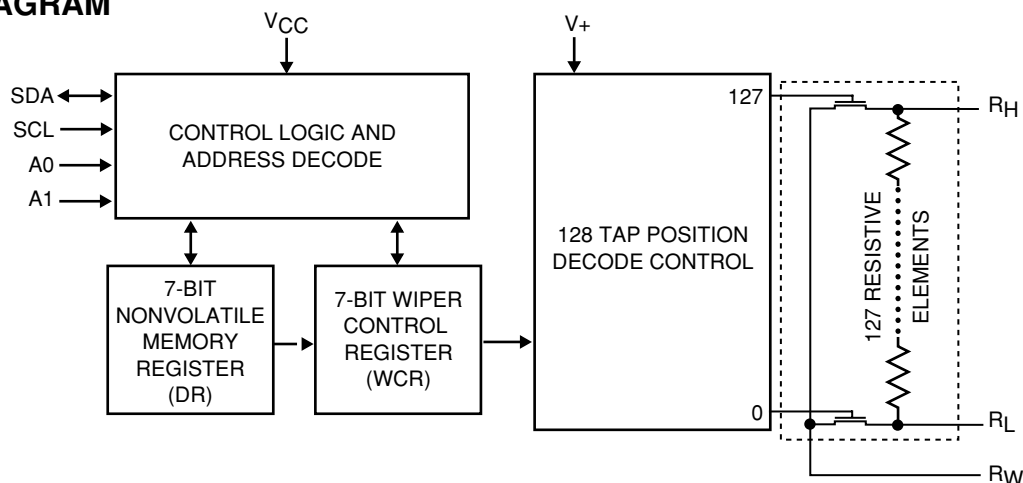 AGRAM
VCC
V+
SDA
SCL
A0
A1
CONTROL LOGIC AND
ADDRESS DECODE
7-BIT
NONVOLATILE
MEMORY
REGISTER
(DR)
7-BIT WIPER
CONTROL
REGISTER
(WCR)
128 TAP POSITION
DECODE CONTROL
127
0
127 RESISTIVE
ELEMENTS
RH
RL
RW